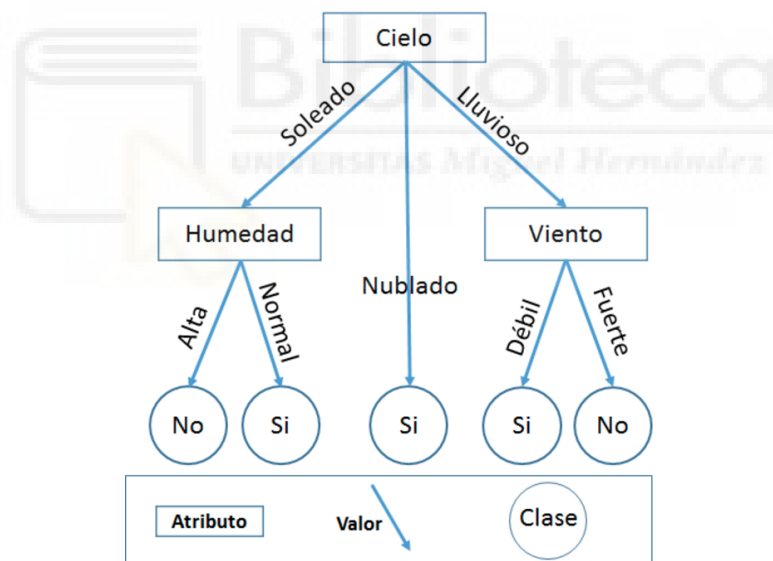 Cielo
Biblioteca
UNIVERSITAS Miguel Hernández
Soleado
Lluvioso
Humedad
Viento
Nublado
Alta
Normal
Débil
Fuerte
No
Si
Si
Si
No
Atributo
Valor
Clase